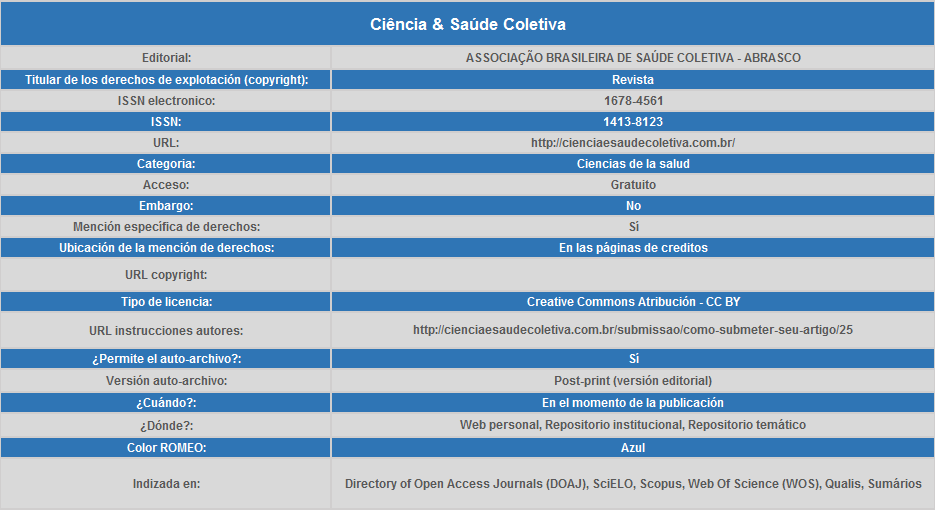 Ciência & Saúde Coletiva
Editorial: ASSOCIAÇÃO BRASILEIRA DE SAÚDE COLETIVA - ABRASCO
Titular de los derechos de explotación (copyright): Revista
ISSN electronico: 1678-4561
ISSN: 1413-8123
URL: http://cienciaesaudecoletiva.com.br/
Categoria: Ciencias de la salud
Acceso: Gratuito
Embargo: No
Mención específica de derechos: Sí
Ubicación de la mención de derechos: En las páginas de creditos
URL copyright:
Tipo de licencia: Creative Commons Atribución - CC BY
URL instrucciones autores: http://cienciaesaudecoletiva.com.br/submissao/como-submeter-seu-artigo/25
¿Permite el auto-archivo?: Sí
Versión auto-archivo: Post-print (versión editorial)
¿Cuándo?: En el momento de la publicación
¿Dónde?: Web personal, Repositorio institucional, Repositorio temático
Color ROMEO: Azul
Indizada en: Directory of Open Access Journals (DOAJ), SciELO, Scopus, Web Of Science (WOS), Qualis, Sumários